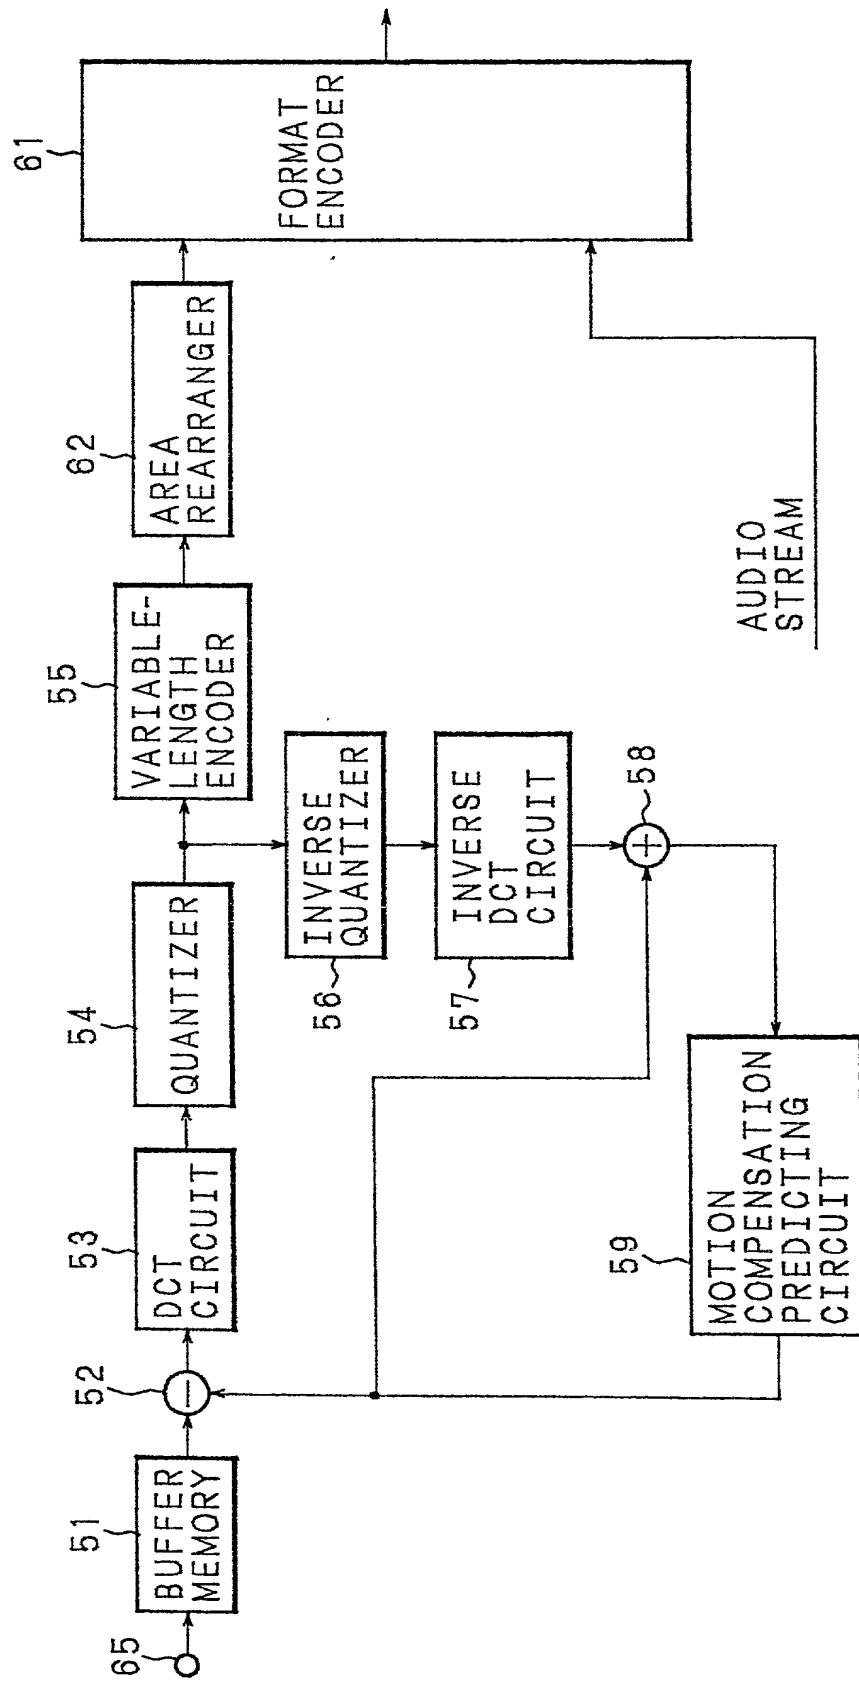 65
51
BUFFER
MEMORY
52
53
DCT
CIRCUIT
54
QUANTIZER
55
VARIABLE-
LENGTH
ENCODER
62
AREA
REARRANGER
61
FORMAT
ENCODER
56
INVERSE
QUANTIZER
57
INVERSE
DCT
CIRCUIT
58
59
MOTION
COMPENSATION
PREDICTING
CIRCUIT
AUDIO
STREAM